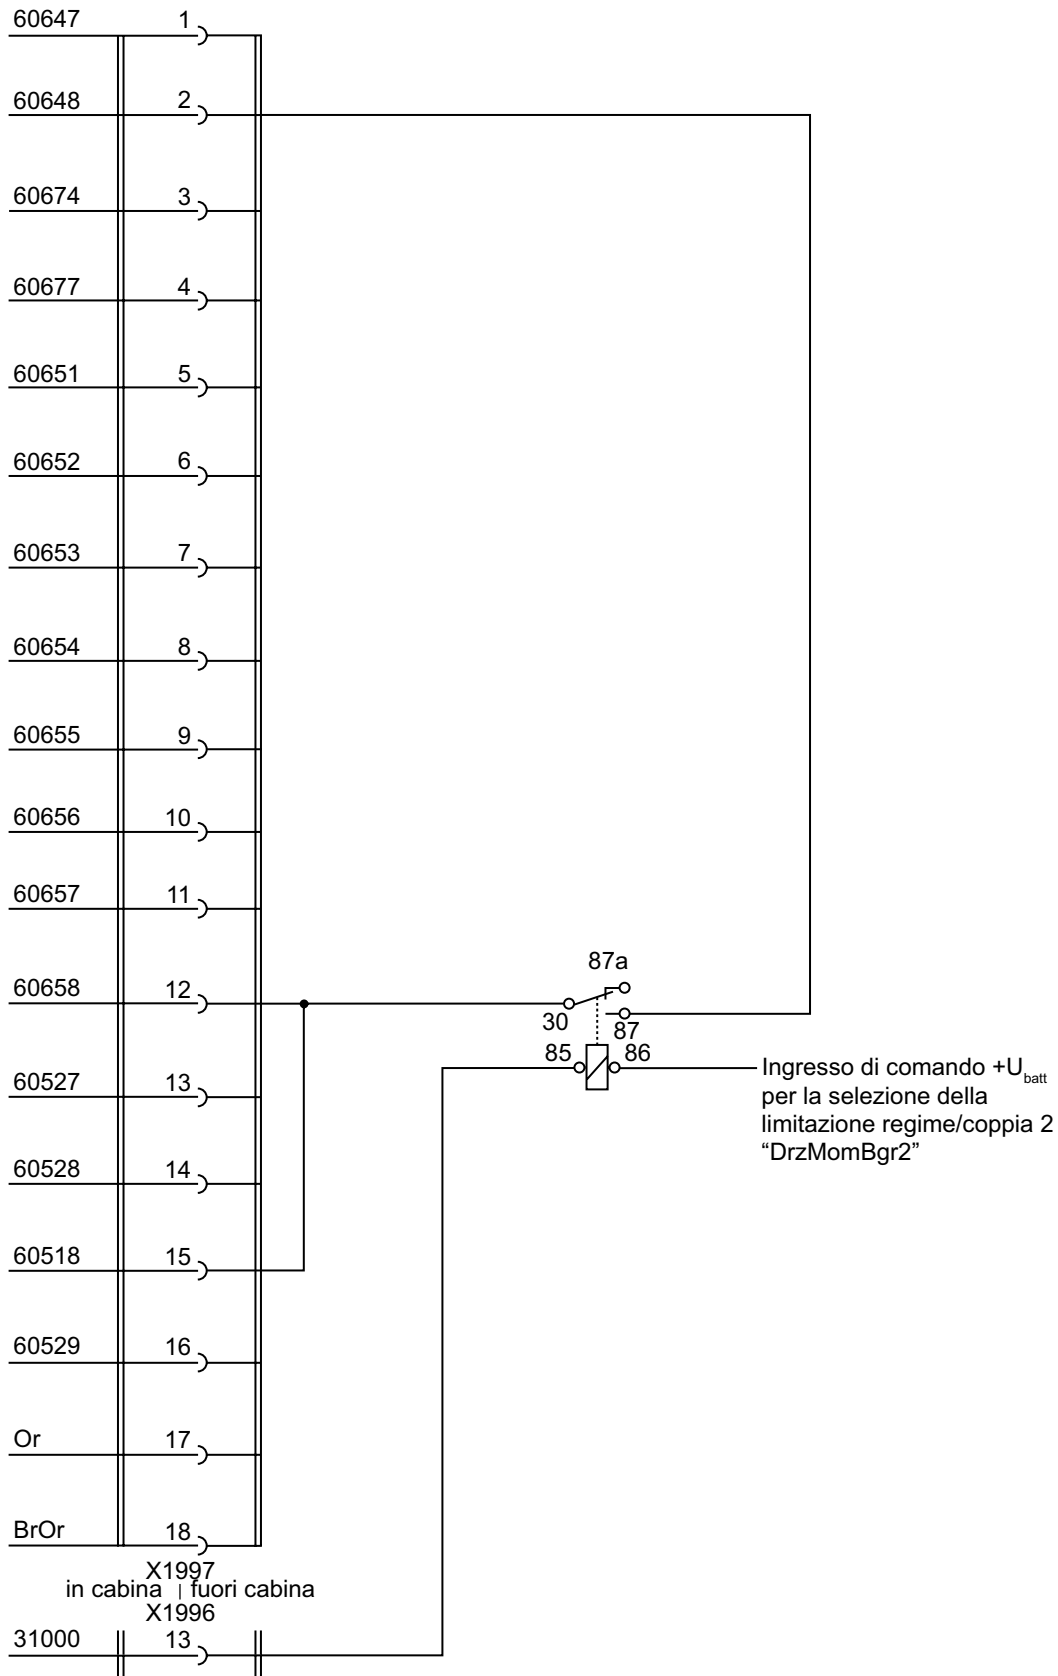 60647 1
60648 2
60674 3
60677 4
60651 5
60652 6
60653 7
60654 8
60655 9
60656 10
60657 11
87a
60658 12
30
87
85 86
Ingresso di comando +Ubatt
per la selezione della
limitazione regime/coppia 2
“DrzMomBgr2”
60527 13
60528 14
60518 15
60529 16
Or 17
BrOr 18
X1997
in cabina | fuori cabina
X1996
31000 13